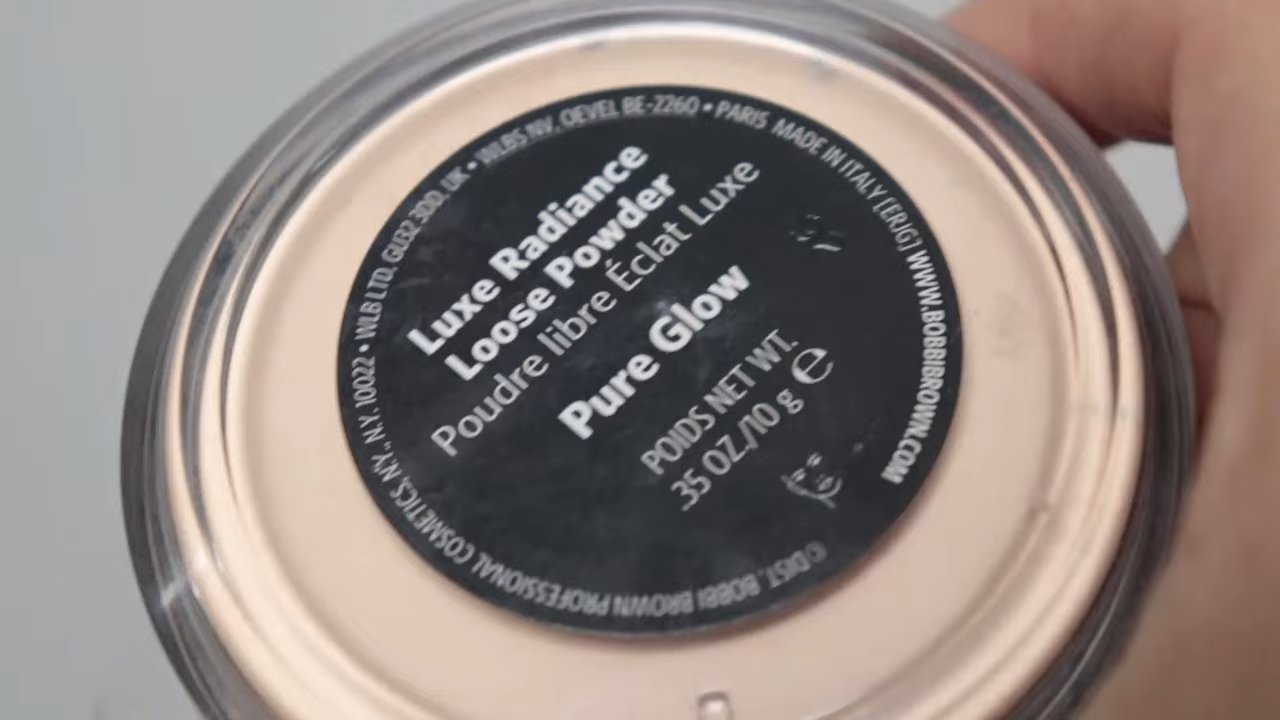 Luxe Radiance
Loose Powder
Poudre libre Éclat Luxe
Pure Glow
POIDS NET WT.
.35 OZ./10 g ℮
©DIST. BOBBI BROWN PROFESSIONAL COSMETICS, NY, N.Y. 10022 • WLB LTD. GU32 3DD. UK • WLBS NV, OEVEL BE-2260 • PARIS MADE IN ITALY [ERJG] WWW.BOBBIBROWN.COM